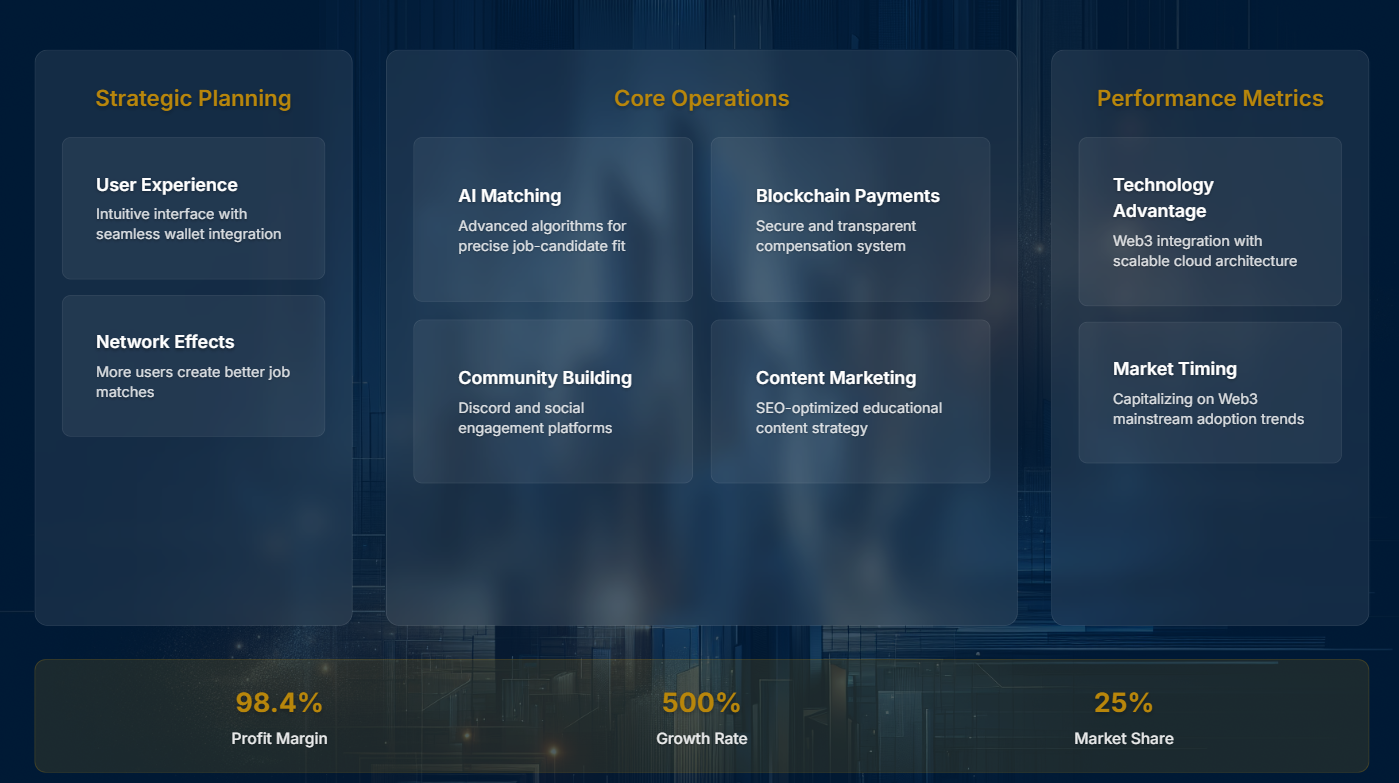 Strategic Planning
User Experience
Intuitive interface with
seamless wallet integration
Network Effects
More users create better job
matches
Core Operations
AI Matching
Advanced algorithms for
precise job-candidate fit
Blockchain Payments
Secure and transparent
compensation system
Community Building
Discord and social
engagement platforms
Content Marketing
SEO-optimized educational
content strategy
Performance Metrics
Technology
Advantage
Web3 integration with
scalable cloud architecture
Market Timing
Capitalizing on Web3
mainstream adoption trends
98.4%
Profit Margin
500%
Growth Rate
25%
Market Share